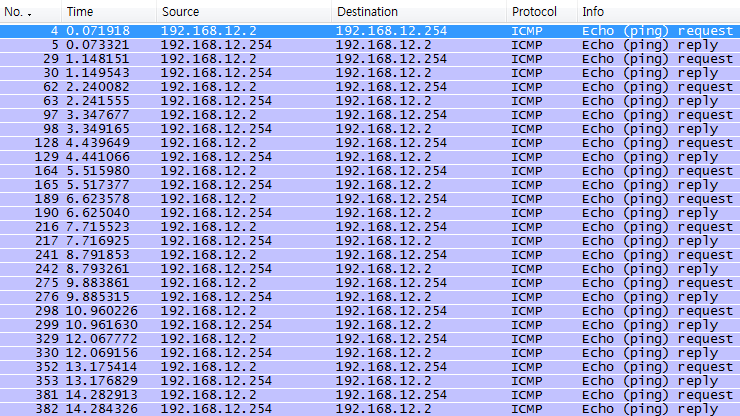 No. Time Source Destination Protocol Info
4 0.071918 192.168.12.2 192.168.12.254 ICMP Echo (ping) request
5 0.073321 192.168.12.254 192.168.12.2 ICMP Echo (ping) reply
29 1.148151 192.168.12.2 192.168.12.254 ICMP Echo (ping) request
30 1.149543 192.168.12.254 192.168.12.2 ICMP Echo (ping) reply
62 2.240082 192.168.12.2 192.168.12.254 ICMP Echo (ping) request
63 2.241555 192.168.12.254 192.168.12.2 ICMP Echo (ping) reply
97 3.347677 192.168.12.2 192.168.12.254 ICMP Echo (ping) request
98 3.349165 192.168.12.254 192.168.12.2 ICMP Echo (ping) reply
128 4.439649 192.168.12.2 192.168.12.254 ICMP Echo (ping) request
129 4.441066 192.168.12.254 192.168.12.2 ICMP Echo (ping) reply
164 5.515980 192.168.12.2 192.168.12.254 ICMP Echo (ping) request
165 5.517377 192.168.12.254 192.168.12.2 ICMP Echo (ping) reply
189 6.623578 192.168.12.2 192.168.12.254 ICMP Echo (ping) request
190 6.625040 192.168.12.254 192.168.12.2 ICMP Echo (ping) reply
216 7.715523 192.168.12.2 192.168.12.254 ICMP Echo (ping) request
217 7.716925 192.168.12.254 192.168.12.2 ICMP Echo (ping) reply
241 8.791853 192.168.12.2 192.168.12.254 ICMP Echo (ping) request
242 8.793261 192.168.12.254 192.168.12.2 ICMP Echo (ping) reply
275 9.883861 192.168.12.2 192.168.12.254 ICMP Echo (ping) request
276 9.885315 192.168.12.254 192.168.12.2 ICMP Echo (ping) reply
298 10.960226 192.168.12.2 192.168.12.254 ICMP Echo (ping) request
299 10.961630 192.168.12.254 192.168.12.2 ICMP Echo (ping) reply
329 12.067772 192.168.12.2 192.168.12.254 ICMP Echo (ping) request
330 12.069156 192.168.12.254 192.168.12.2 ICMP Echo (ping) reply
352 13.175414 192.168.12.2 192.168.12.254 ICMP Echo (ping) request
353 13.176829 192.168.12.254 192.168.12.2 ICMP Echo (ping) reply
381 14.282913 192.168.12.2 192.168.12.254 ICMP Echo (ping) request
382 14.284326 192.168.12.254 192.168.12.2 ICMP Echo (ping) reply